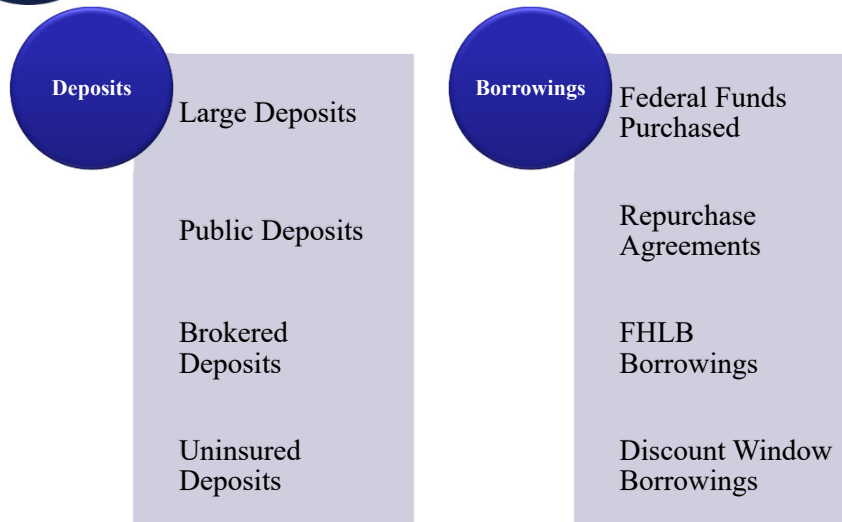 Deposits
Large Deposits
Public Deposits
Brokered
Deposits
Uninsured
Deposits
Borrowings
Federal Funds
Purchased
Repurchase
Agreements
FHLB
Borrowings
Discount Window
Borrowings